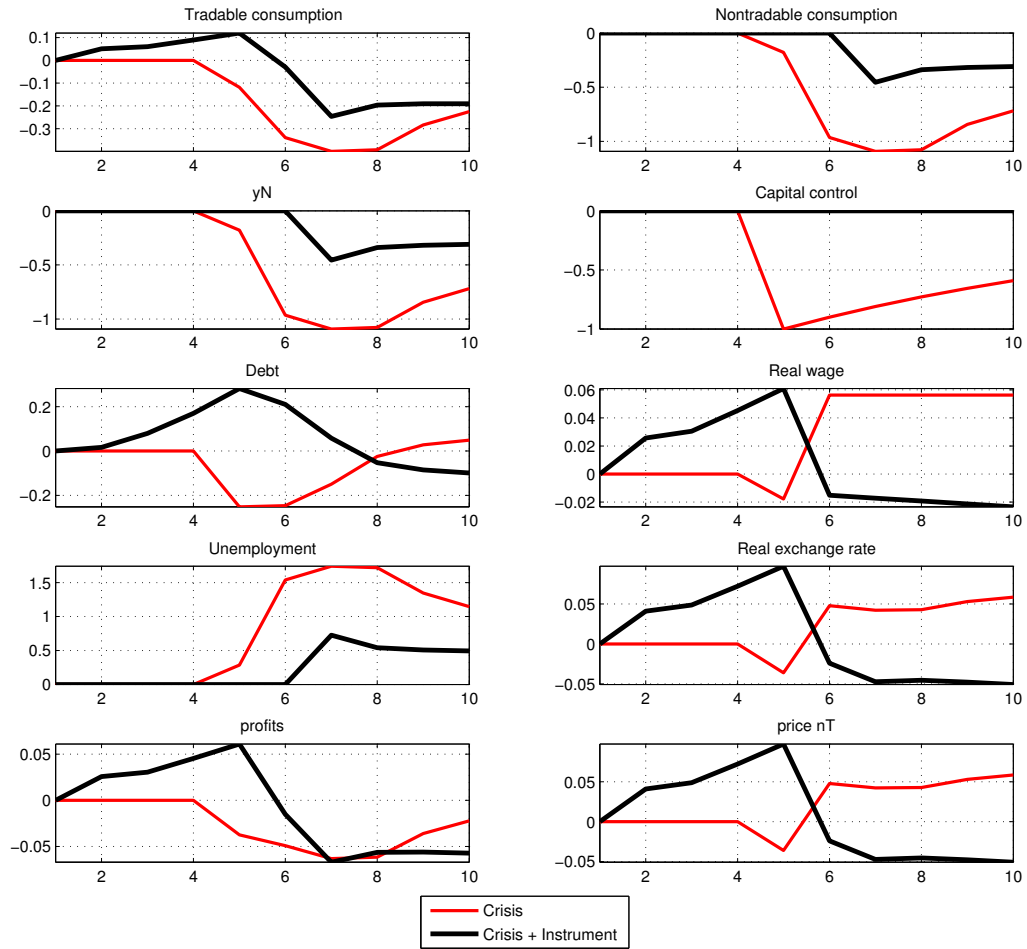 Tradable consumption
0.1
0
−0.1
−0.2
−0.3
2 4 6 8 10
Nontradable consumption
0
−0.5
−1
2 4 6 8 10
yN
0
−0.5
−1
2 4 6 8 10
Capital control
0
−0.5
−1
2 4 6 8 10
Debt
0.2
0
−0.2
2 4 6 8 10
Real wage
0.06
0.04
0.02
0
−0.02
2 4 6 8 10
Unemployment
1.5
1
0.5
0
2 4 6 8 10
Real exchange rate
0.05
0
−0.05
2 4 6 8 10
profits
0.05
0
−0.05
2 4 6 8 10
price nT
0.05
0
−0.05
2 4 6 8 10
Crisis
Crisis + Instrument